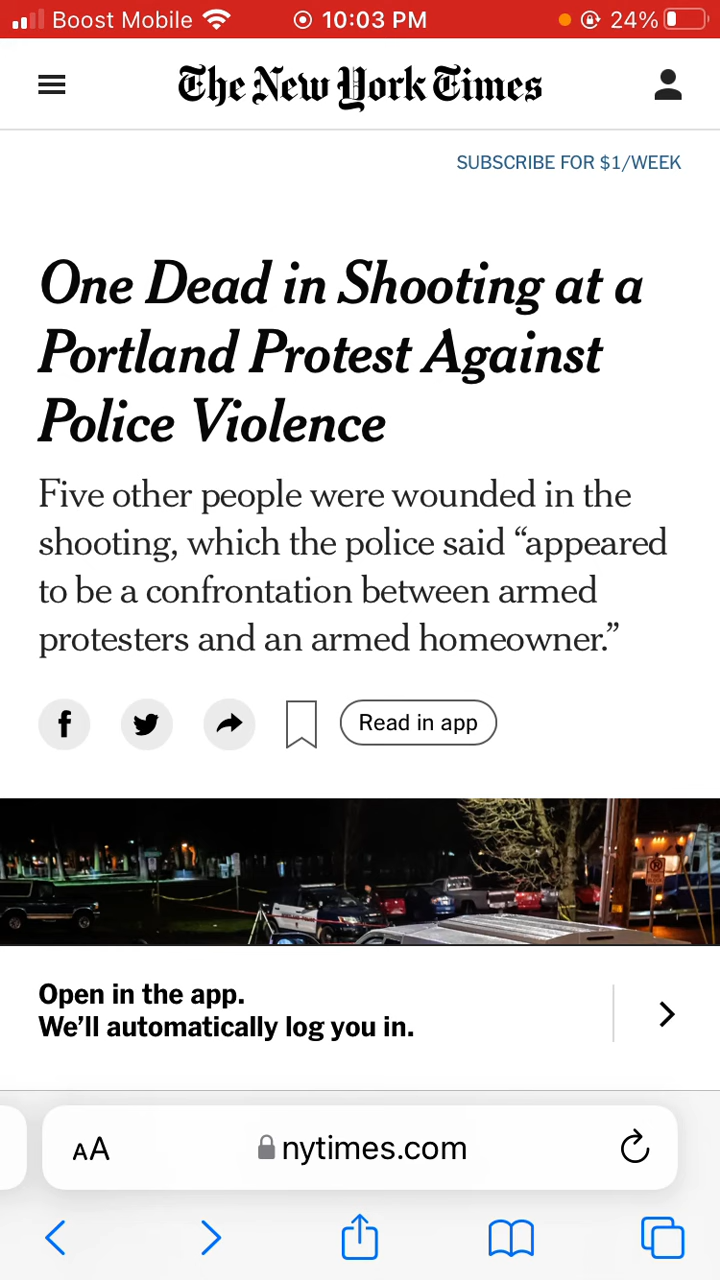 Boost Mobile 10:03 PM 24%
The New York Times
SUBSCRIBE FOR $1/WEEK
One Dead in Shooting at a
Portland Protest Against
Police Violence
Five other people were wounded in the
shooting, which the police said “appeared
to be a confrontation between armed
protesters and an armed homeowner.”
Read in app
Open in the app.
We’ll automatically log you in.
AA nytimes.com